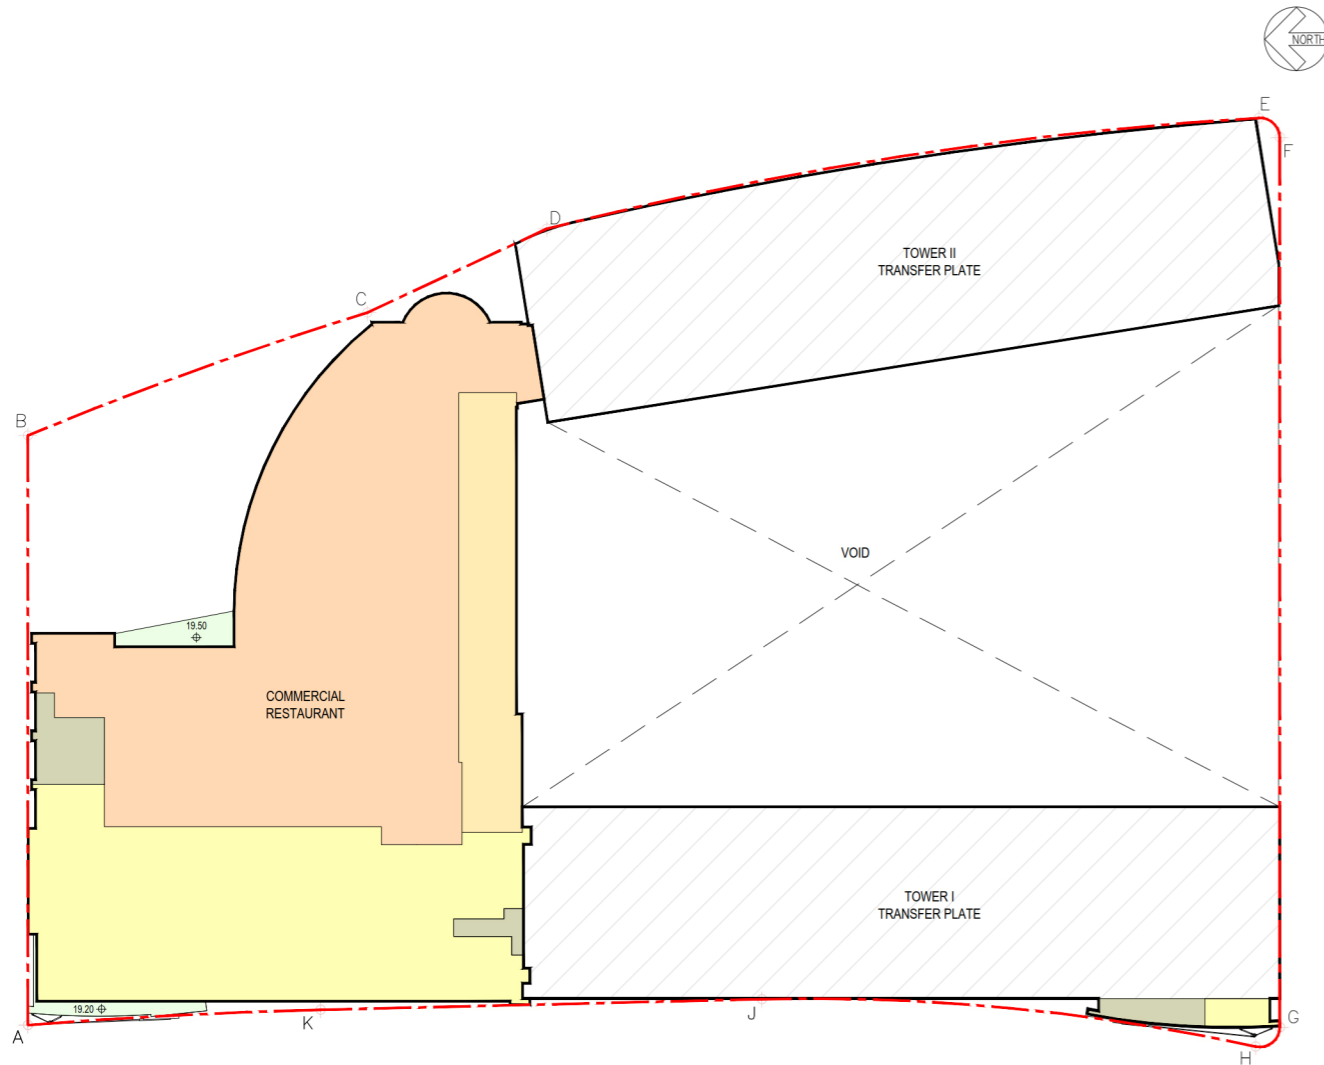 NORTH
E
F
D
TOWER II
TRANSFER PLATE
C
B
VOID
19.50
COMMERCIAL
RESTAURANT
TOWER I
TRANSFER PLATE
19.20
K
J
G
A
H